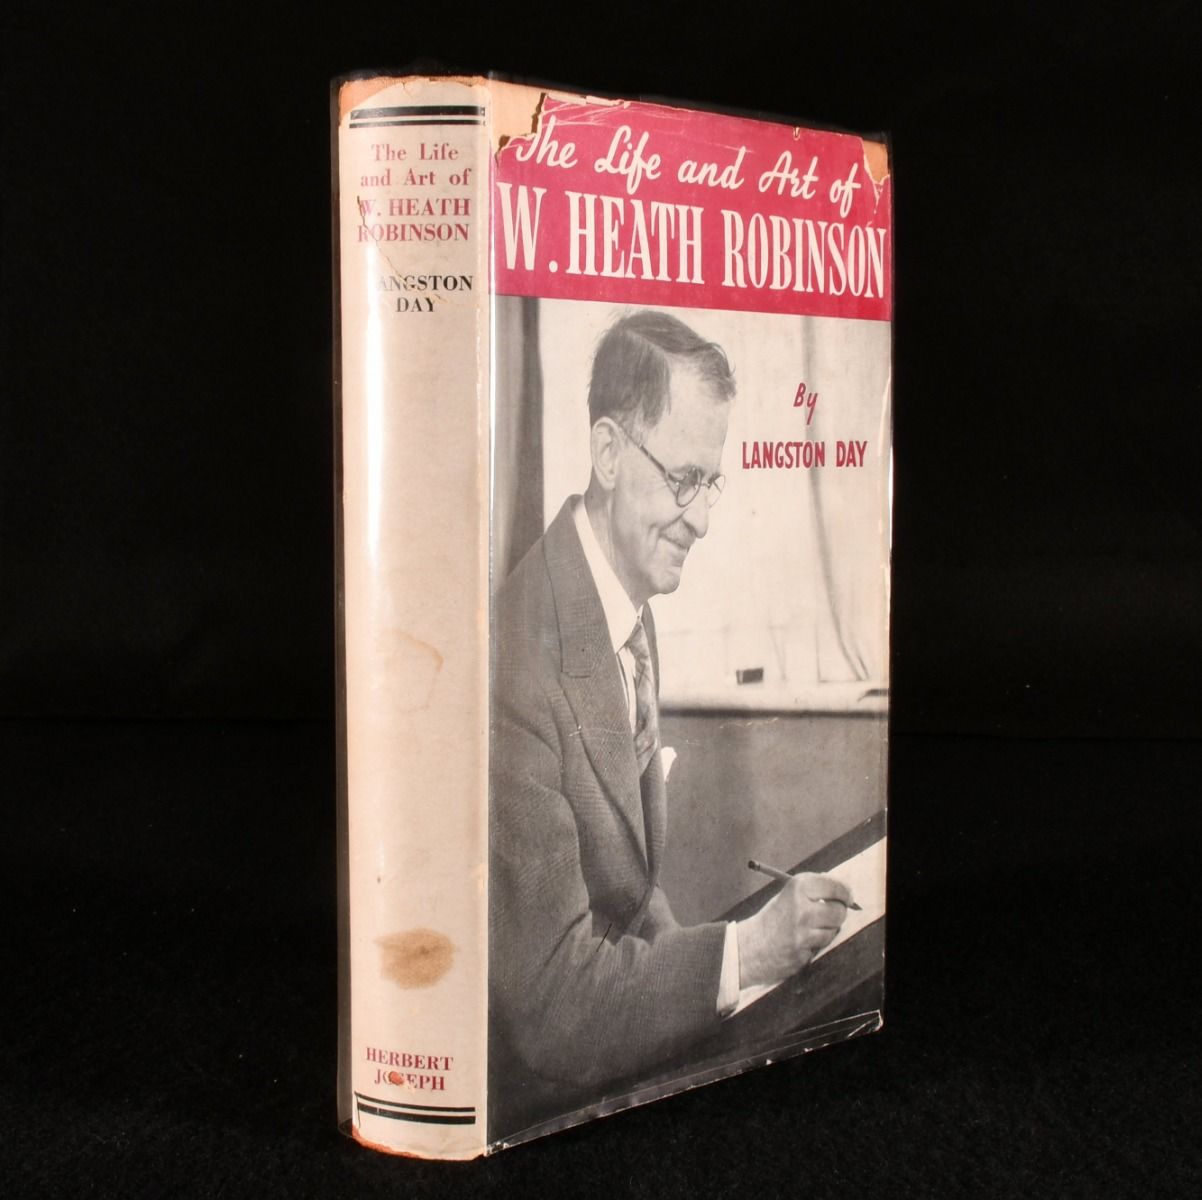 The Life
and Art of
W. HEATH
ROBINSON
LANGSTON
DAY
HERBERT
JOSEPH
The Life and Art of
W. HEATH ROBINSON
By
LANGSTON DAY